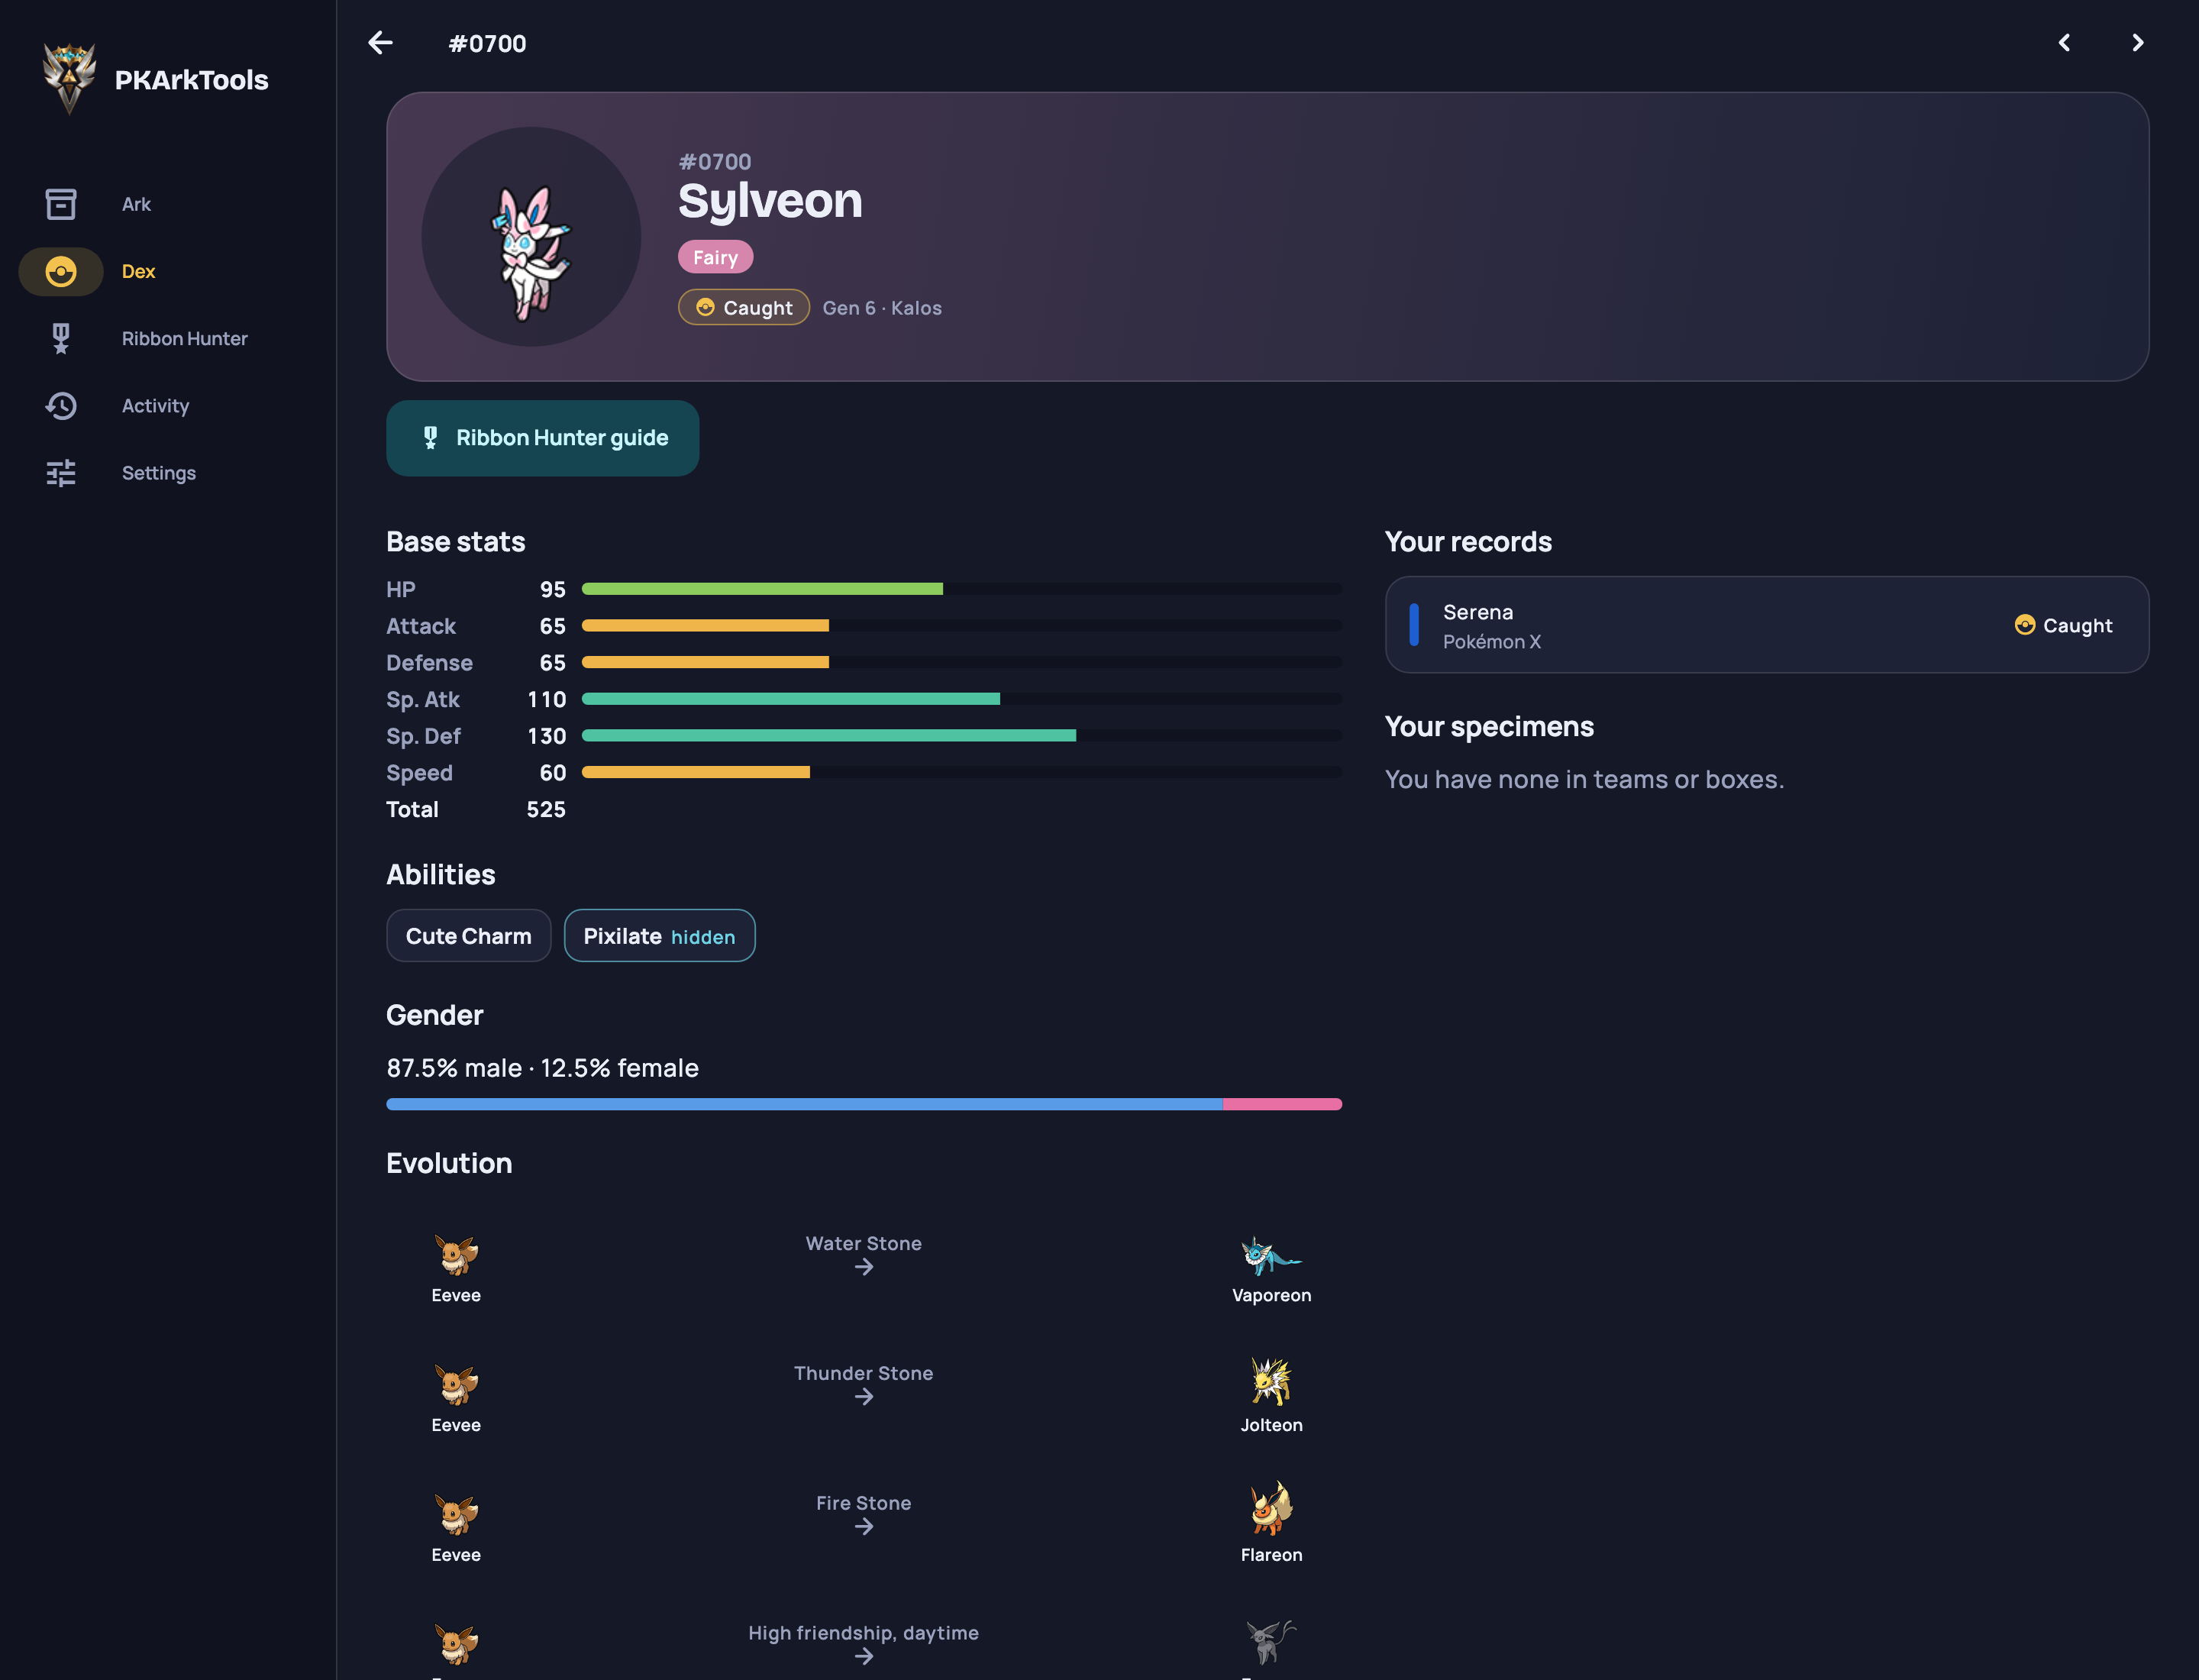 PKArkTools
Ark
Dex
Ribbon Hunter
Activity
Settings
#0700
#0700
Sylveon
Fairy
Caught
Gen 6 · Kalos
Ribbon Hunter guide
Base stats
HP 95
Attack 65
Defense 65
Sp. Atk 110
Sp. Def 130
Speed 60
Total 525
Abilities
Cute Charm
Pixilate hidden
Gender
87.5% male · 12.5% female
Evolution
Eevee
Water Stone
Vaporeon
Eevee
Thunder Stone
Jolteon
Eevee
Fire Stone
Flareon
High friendship, daytime
Your records
Serena
Pokémon X
Caught
Your specimens
You have none in teams or boxes.